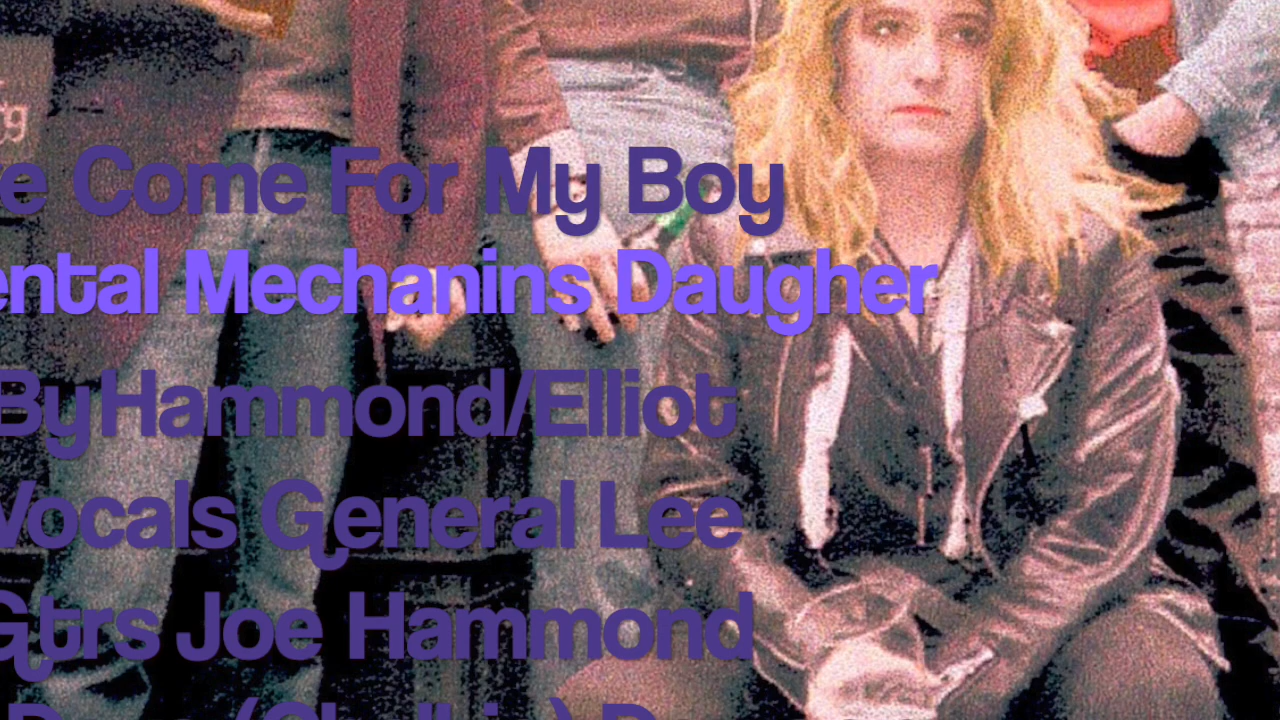 e Come For My Boy
ental Mechanins Daugher
By Hammond/Elliot
Vocals General Lee
Gtrs Joe Hammond